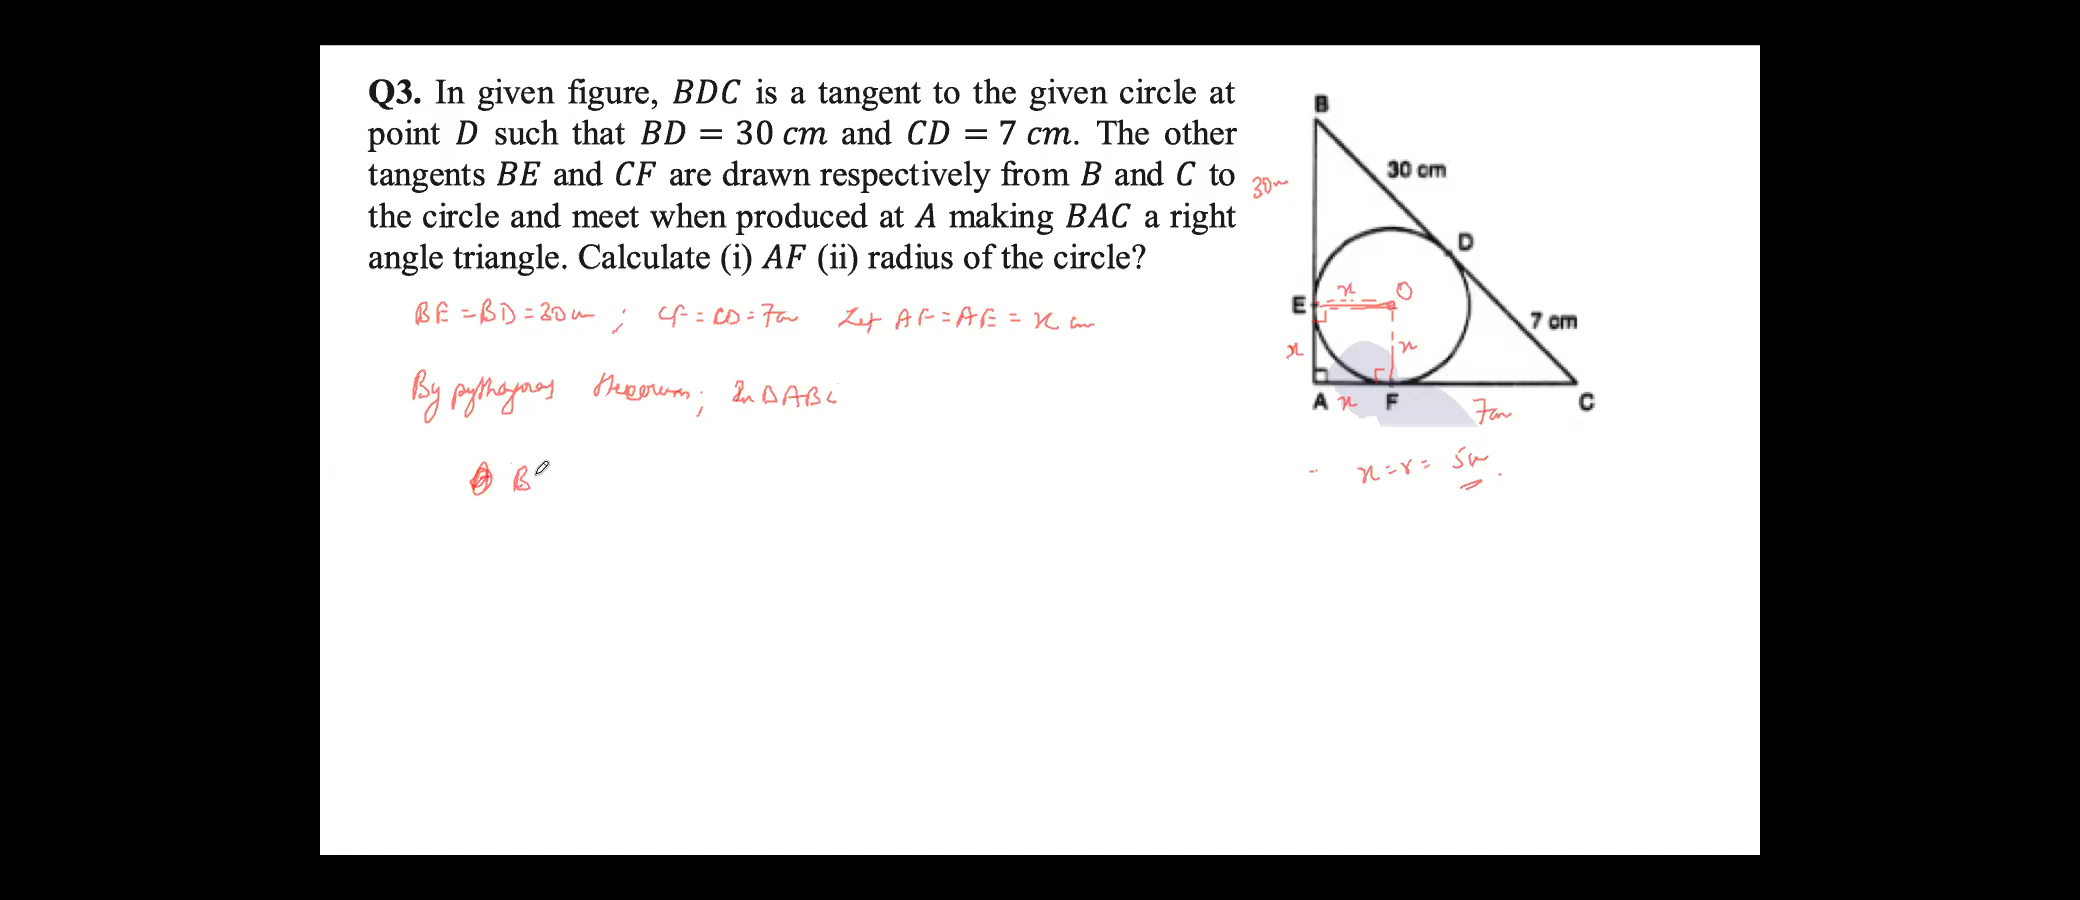 Q3. In given figure, BDC is a tangent to the given circle at
point D such that BD = 30 cm and CD = 7 cm. The other
tangents BE and CF are drawn respectively from B and C to
the circle and meet when produced at A making BAC a right
angle triangle. Calculate (i) AF (ii) radius of the circle?
BE = BD = 30 cm ; CF = CD = 7 cm Let AF = AE = x cm
By pythagoras theorem; In ΔABC
B
B
30 cm
30 cm
D
x
O
E
7 cm
x
x
A
x
F
7 cm
C
x = r = 5 cm.